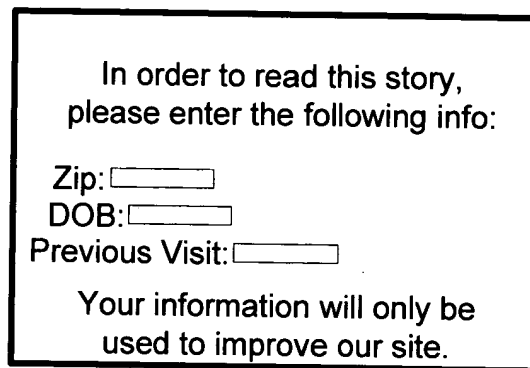 In order to read this story,
please enter the following info:
Zip:
DOB:
Previous Visit:
Your information will only be
used to improve our site.